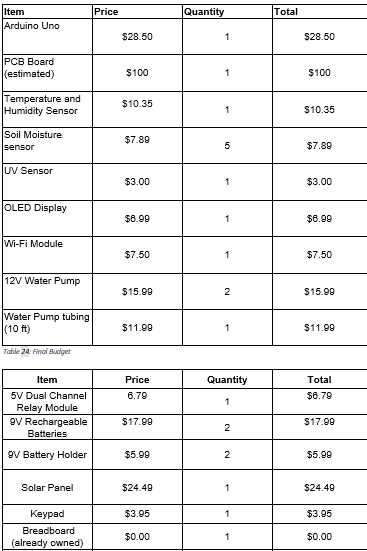 Item Price Quantity Total
Arduino Uno
$28.50 1 $28.50
PCB Board
(estimated) $100 1 $100
Temperature and
Humidity Sensor
$10.35 1 $10.35
Soil Moisture
sensor
$7.89 5 $7.89
UV Sensor
$3.00 1 $3.00
OLED Display
$6.99 1 $6.99
Wi-Fi Module
$7.50 1 $7.50
12V Water Pump
$15.99 2 $15.99
Water Pump tubing
(10 ft)
$11.99 1 $11.99
Table 24: Final Budget
Item Price Quantity Total
5V Dual Channel
Relay Module
6.79 1 $6.79
9V Rechargeable
Batteries
$17.99 2 $17.99
9V Battery Holder $5.99 2 $5.99
Solar Panel $24.49 1 $24.49
Keypad $3.95 1 $3.95
Breadboard
(already owned)
$0.00 1 $0.00